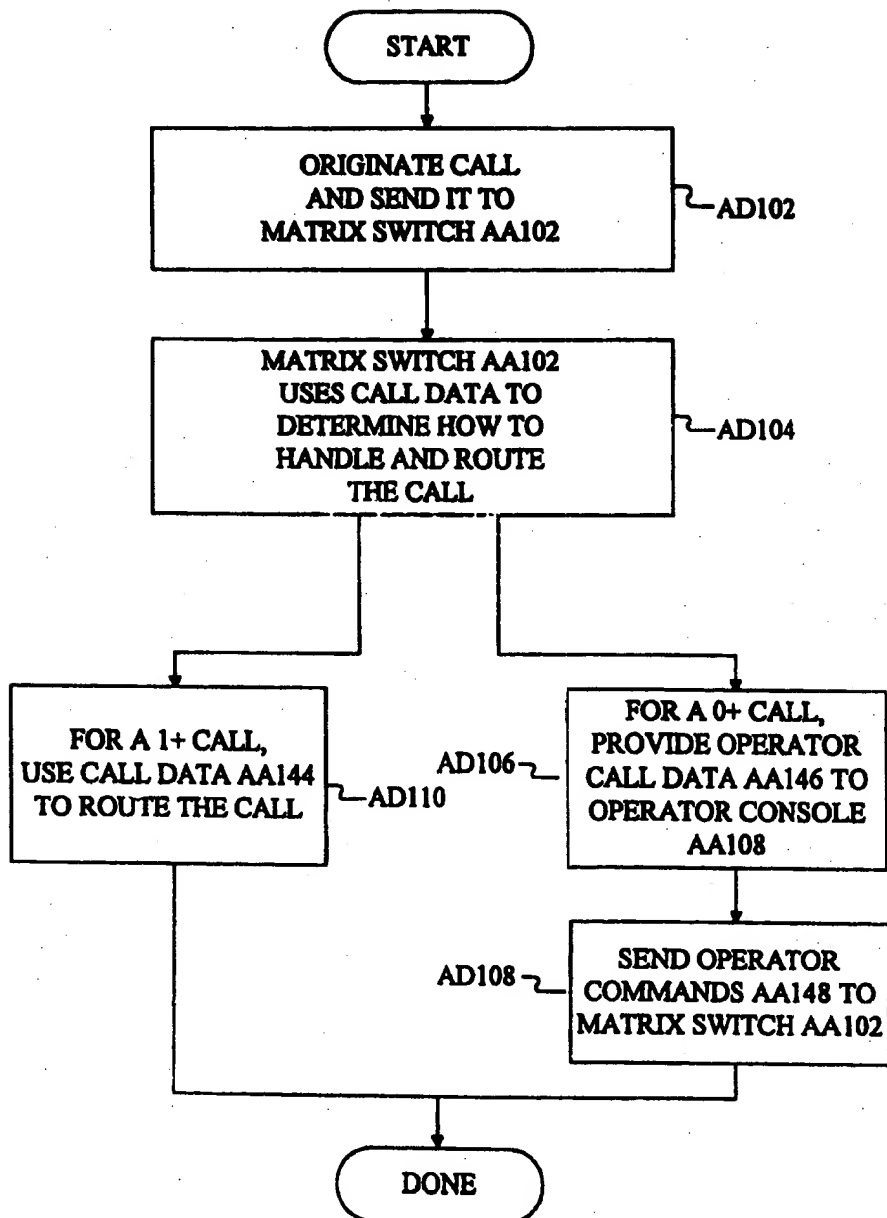 START
ORIGINATE CALL
AND SEND IT TO
MATRIX SWITCH AA102
AD102
MATRIX SWITCH AA102
USES CALL DATA TO
DETERMINE HOW TO
HANDLE AND ROUTE
THE CALL
AD104
FOR A 1+ CALL,
USE CALL DATA AA144
TO ROUTE THE CALL
AD110
FOR A 0+ CALL,
PROVIDE OPERATOR
CALL DATA AA146 TO
OPERATOR CONSOLE
AA108
AD106
SEND OPERATOR
COMMANDS AA148 TO
MATRIX SWITCH AA102
AD108
DONE